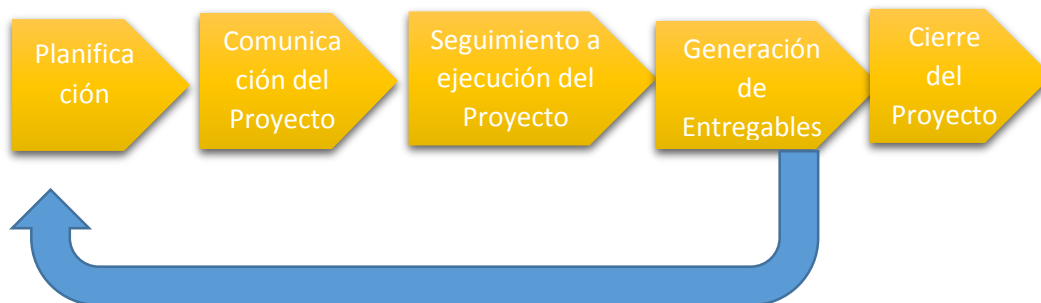 Planifica
ción
Comunica
ción del
Proyecto
Seguimiento a
ejecución del
Proyecto
Generación
de
Entregables
Cierre
del
Proyecto